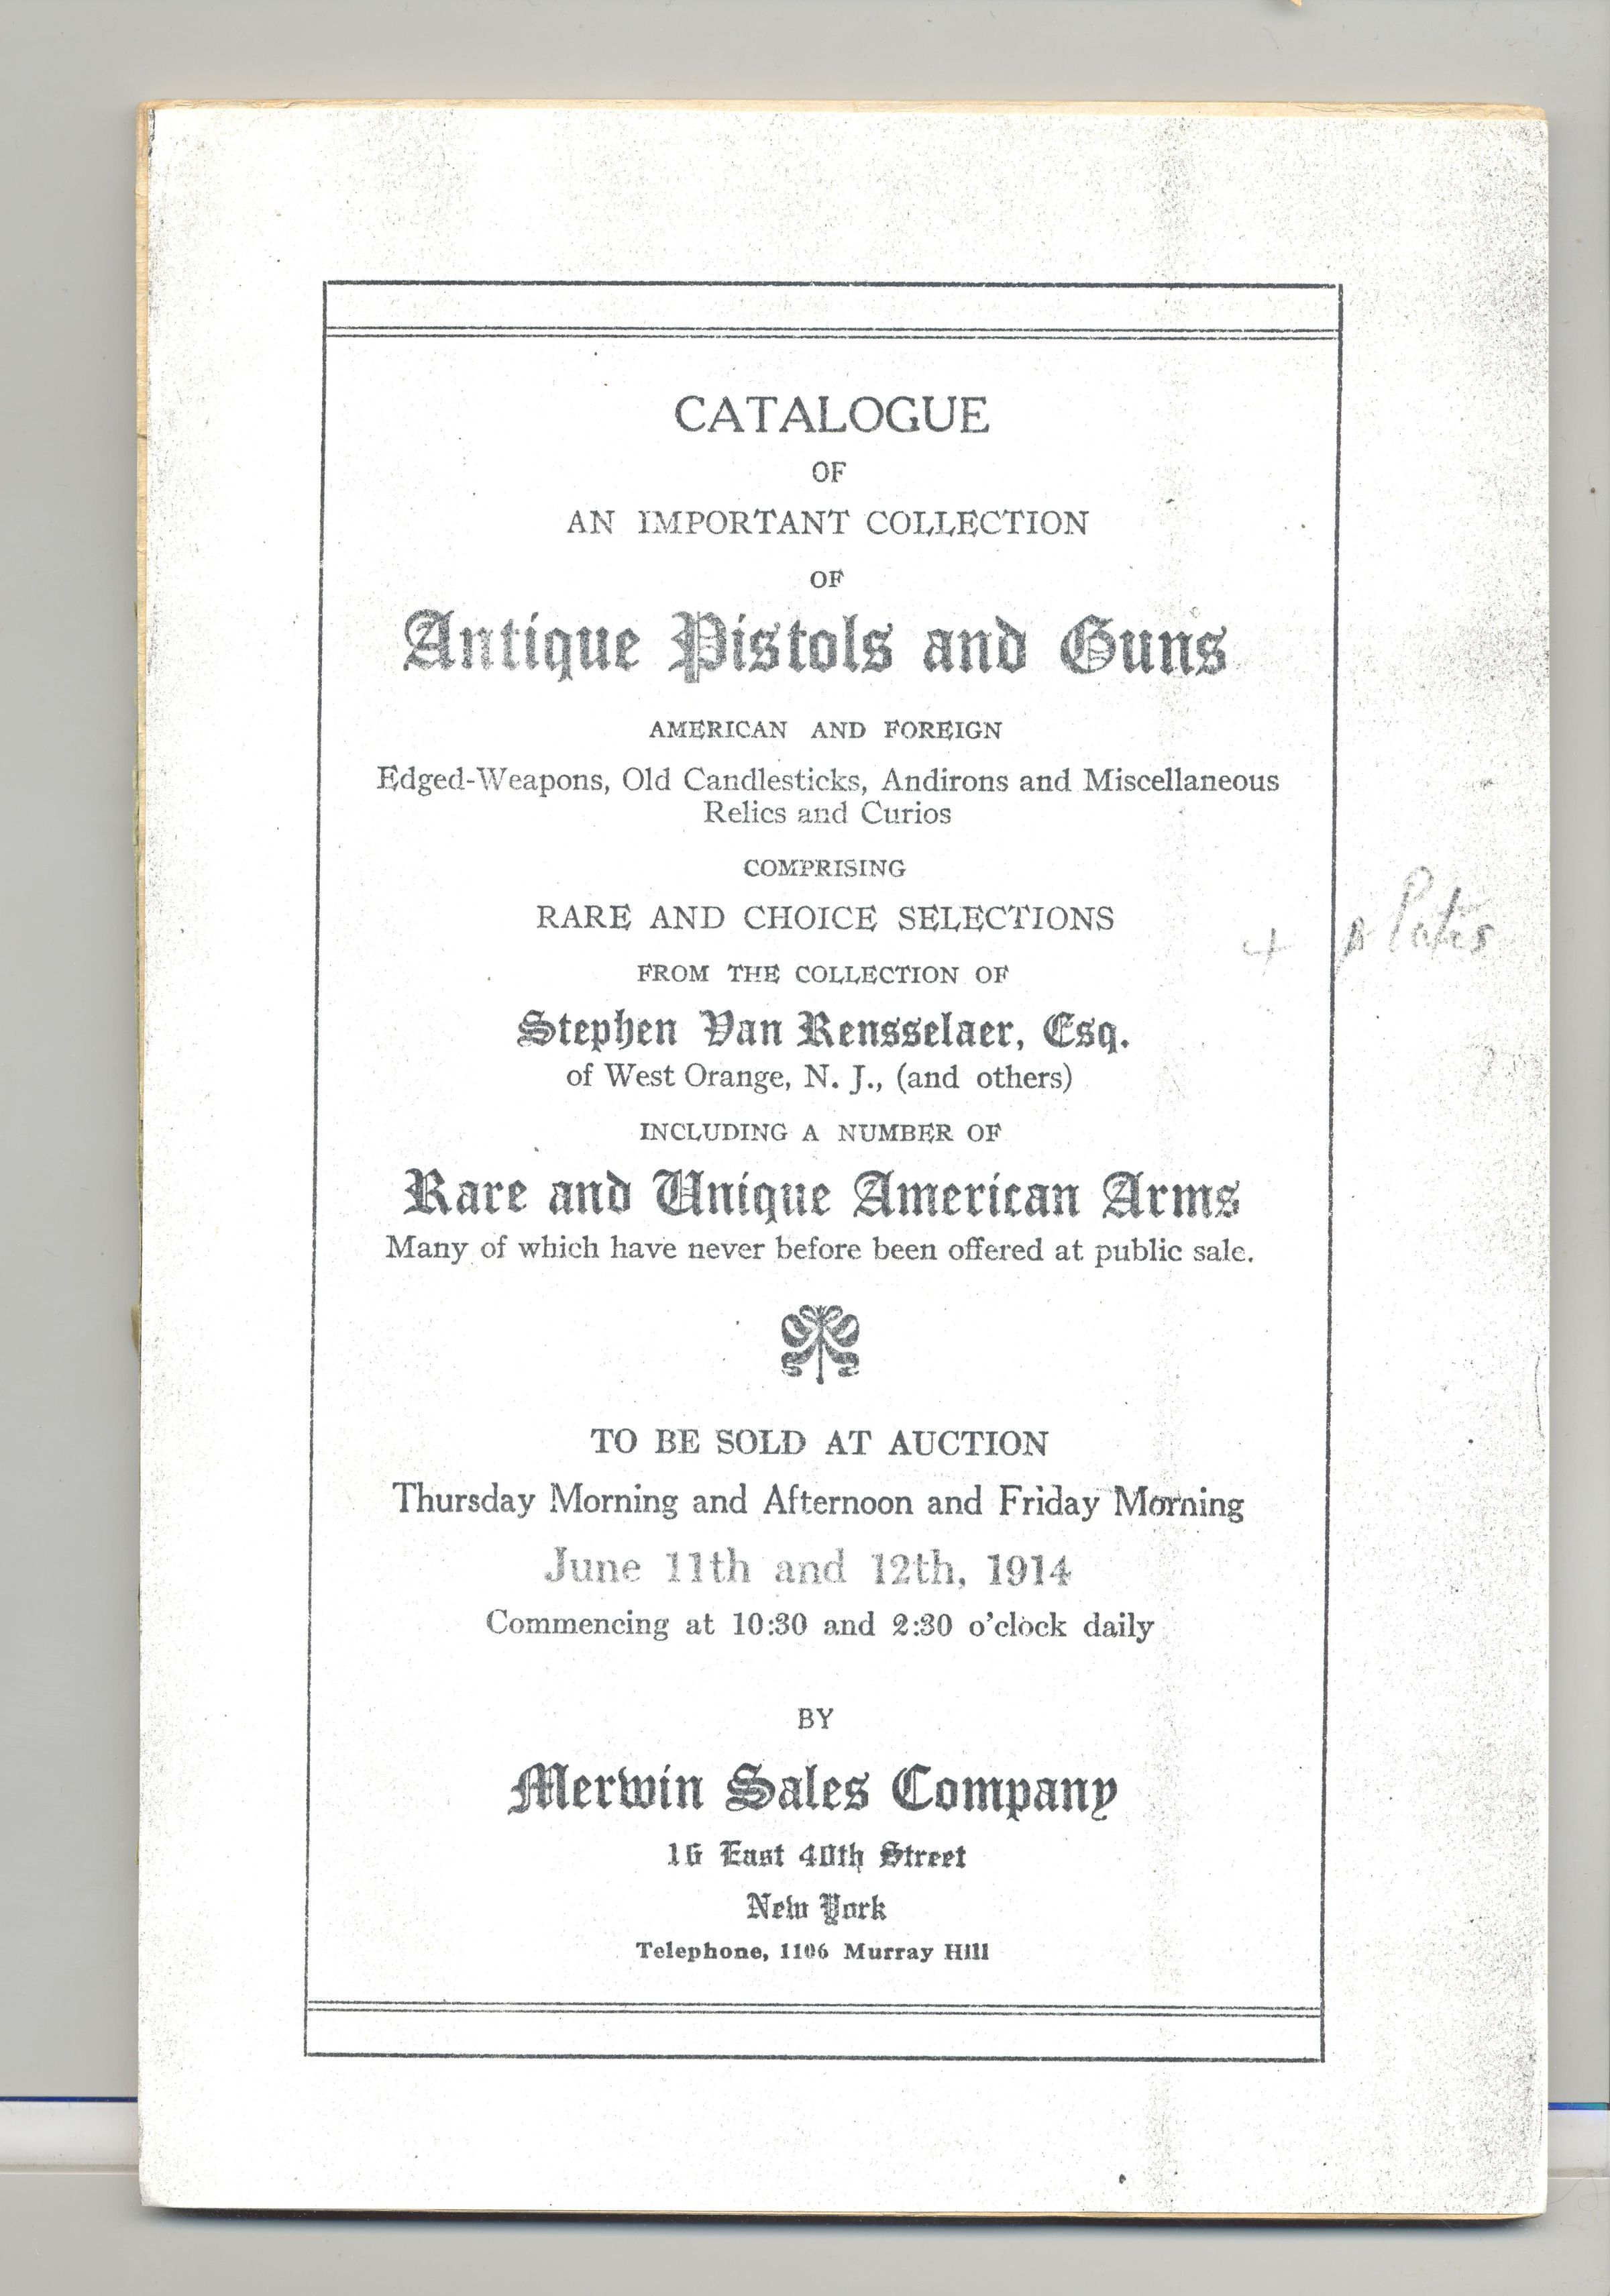 CATALOGUE
OF
AN IMPORTANT COLLECTION
OF
Antique Pistols and Guns
AMERICAN AND FOREIGN
Edged-Weapons, Old Candlesticks, Andirons and Miscellaneous
Relics and Curios
COMPRISING
RARE AND CHOICE SELECTIONS
FROM THE COLLECTION OF
Stephen Van Rensselaer, Esq.
of West Orange, N. J., (and others)
INCLUDING A NUMBER OF
Rare and Unique American Arms
Many of which have never before been offered at public sale.
TO BE SOLD AT AUCTION
Thursday Morning and Afternoon and Friday Morning
June 11th and 12th, 1914
Commencing at 10:30 and 2:30 o'clock daily
BY
Merwin Sales Company
16 East 40th Street
New York
Telephone, 1106 Murray Hill